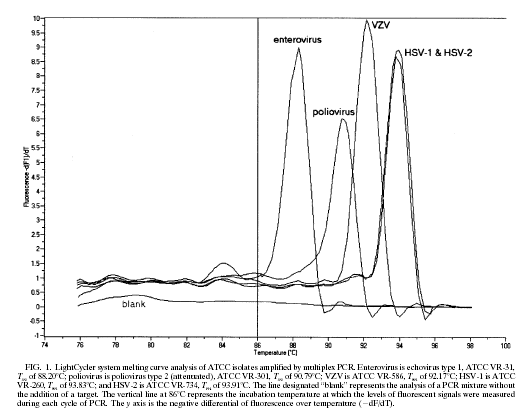 10
9.5
9
8.5
8
7.5
7
6.5
6
5.5
5
4.5
4
3.5
3
2.5
2
1.5
1
0.5
0
-0.5
-1
Fluorescence -d(F1)/dT
enterovirus
VZV
HSV-1 & HSV-2
poliovirus
blank
74 76 78 80 82 84 86 88 90 92 94 96 98 100
Temperature (°C)
FIG. 1. LightCycler system melting curve analysis of ATCC isolates amplified by multiplex PCR. Enterovirus is echovirus type 1, ATCC VR-31,
Tm of 88.20°C; poliovirus is poliovirus type 2 (attenuated), ATCC VR-301, Tm of 90.79°C; VZV is ATCC VR-586, Tm of 92.17°C; HSV-1 is ATCC
VR-260, Tm of 93.83°C; and HSV-2 is ATCC VR-734, Tm of 93.91°C. The line designated "blank" represents the analysis of a PCR mixture without
the addition of a target. The vertical line at 86°C represents the incubation temperature at which the levels of fluorescent signals were measured
during each cycle of PCR. The y axis is the negative differential of fluorescence over temperature (−dF/dT).